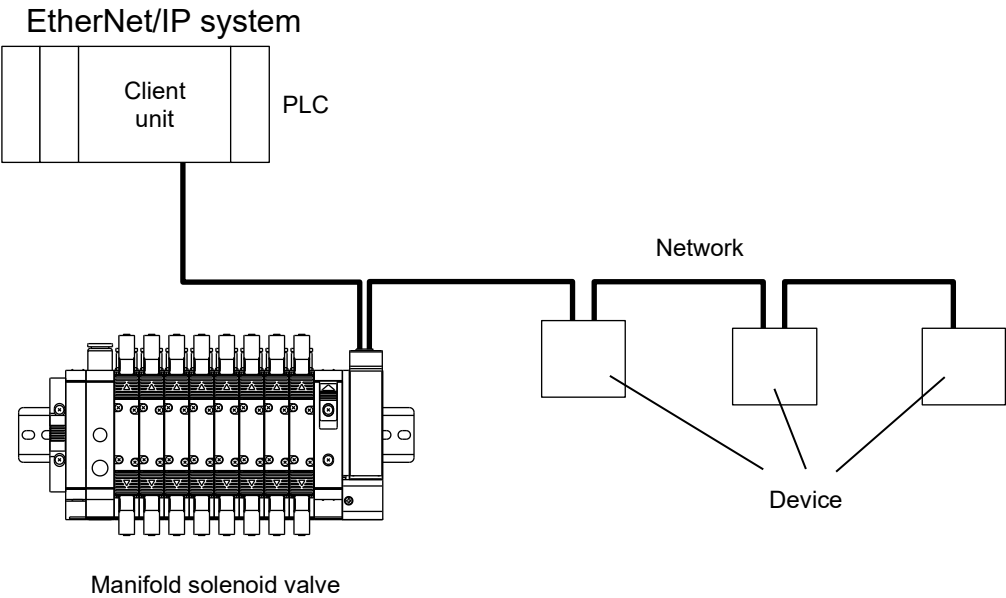 EtherNet/IP system
Client
unit
PLC
Network
Device
Manifold solenoid valve